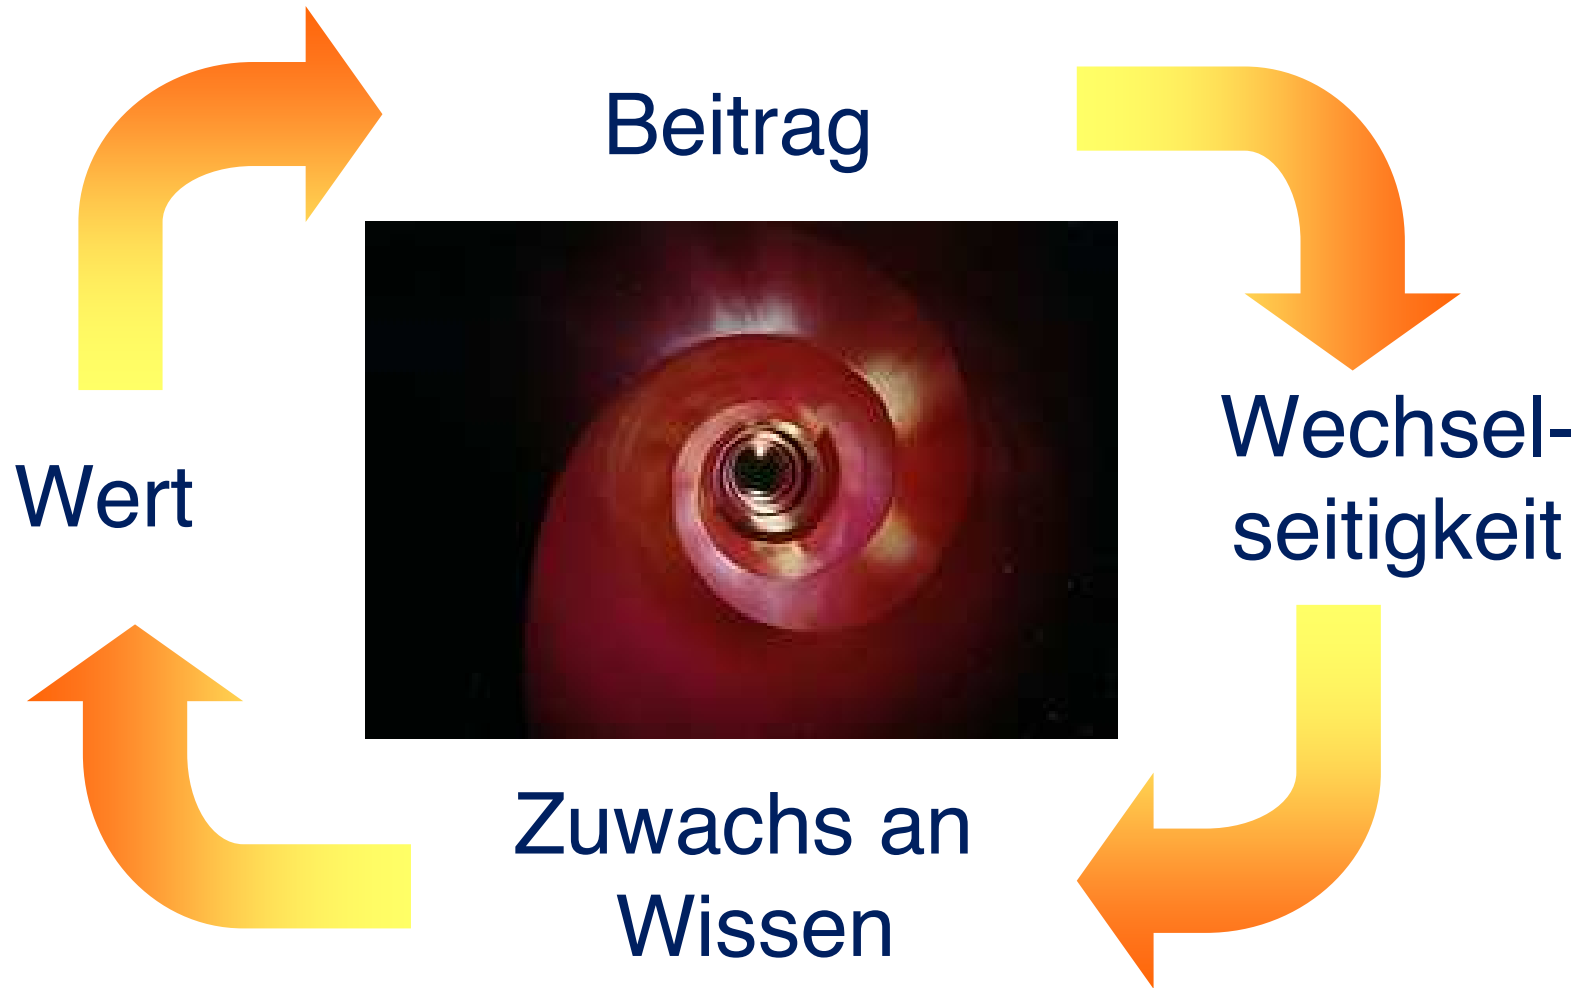 Beitrag
Wechsel-
seitigkeit
Zuwachs an
Wissen
Wert